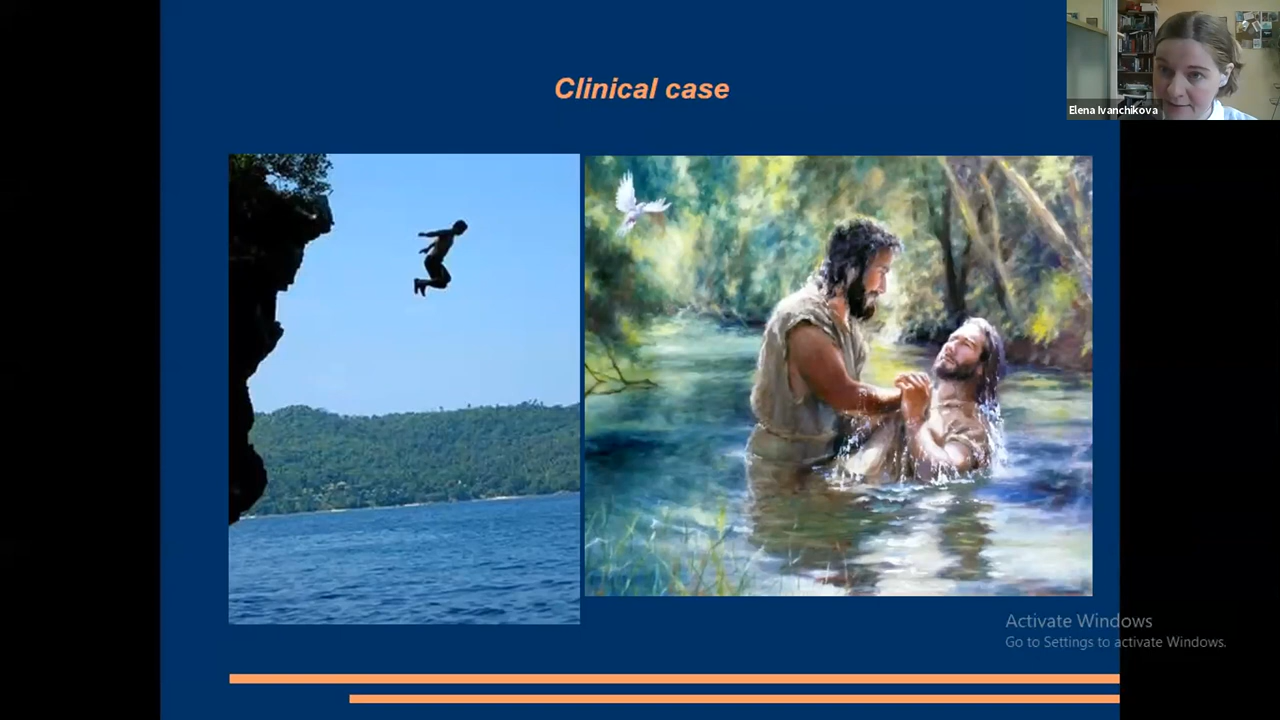 Clinical case
Elena Ivanchikova
Activate Windows
Go to Settings to activate Windows.